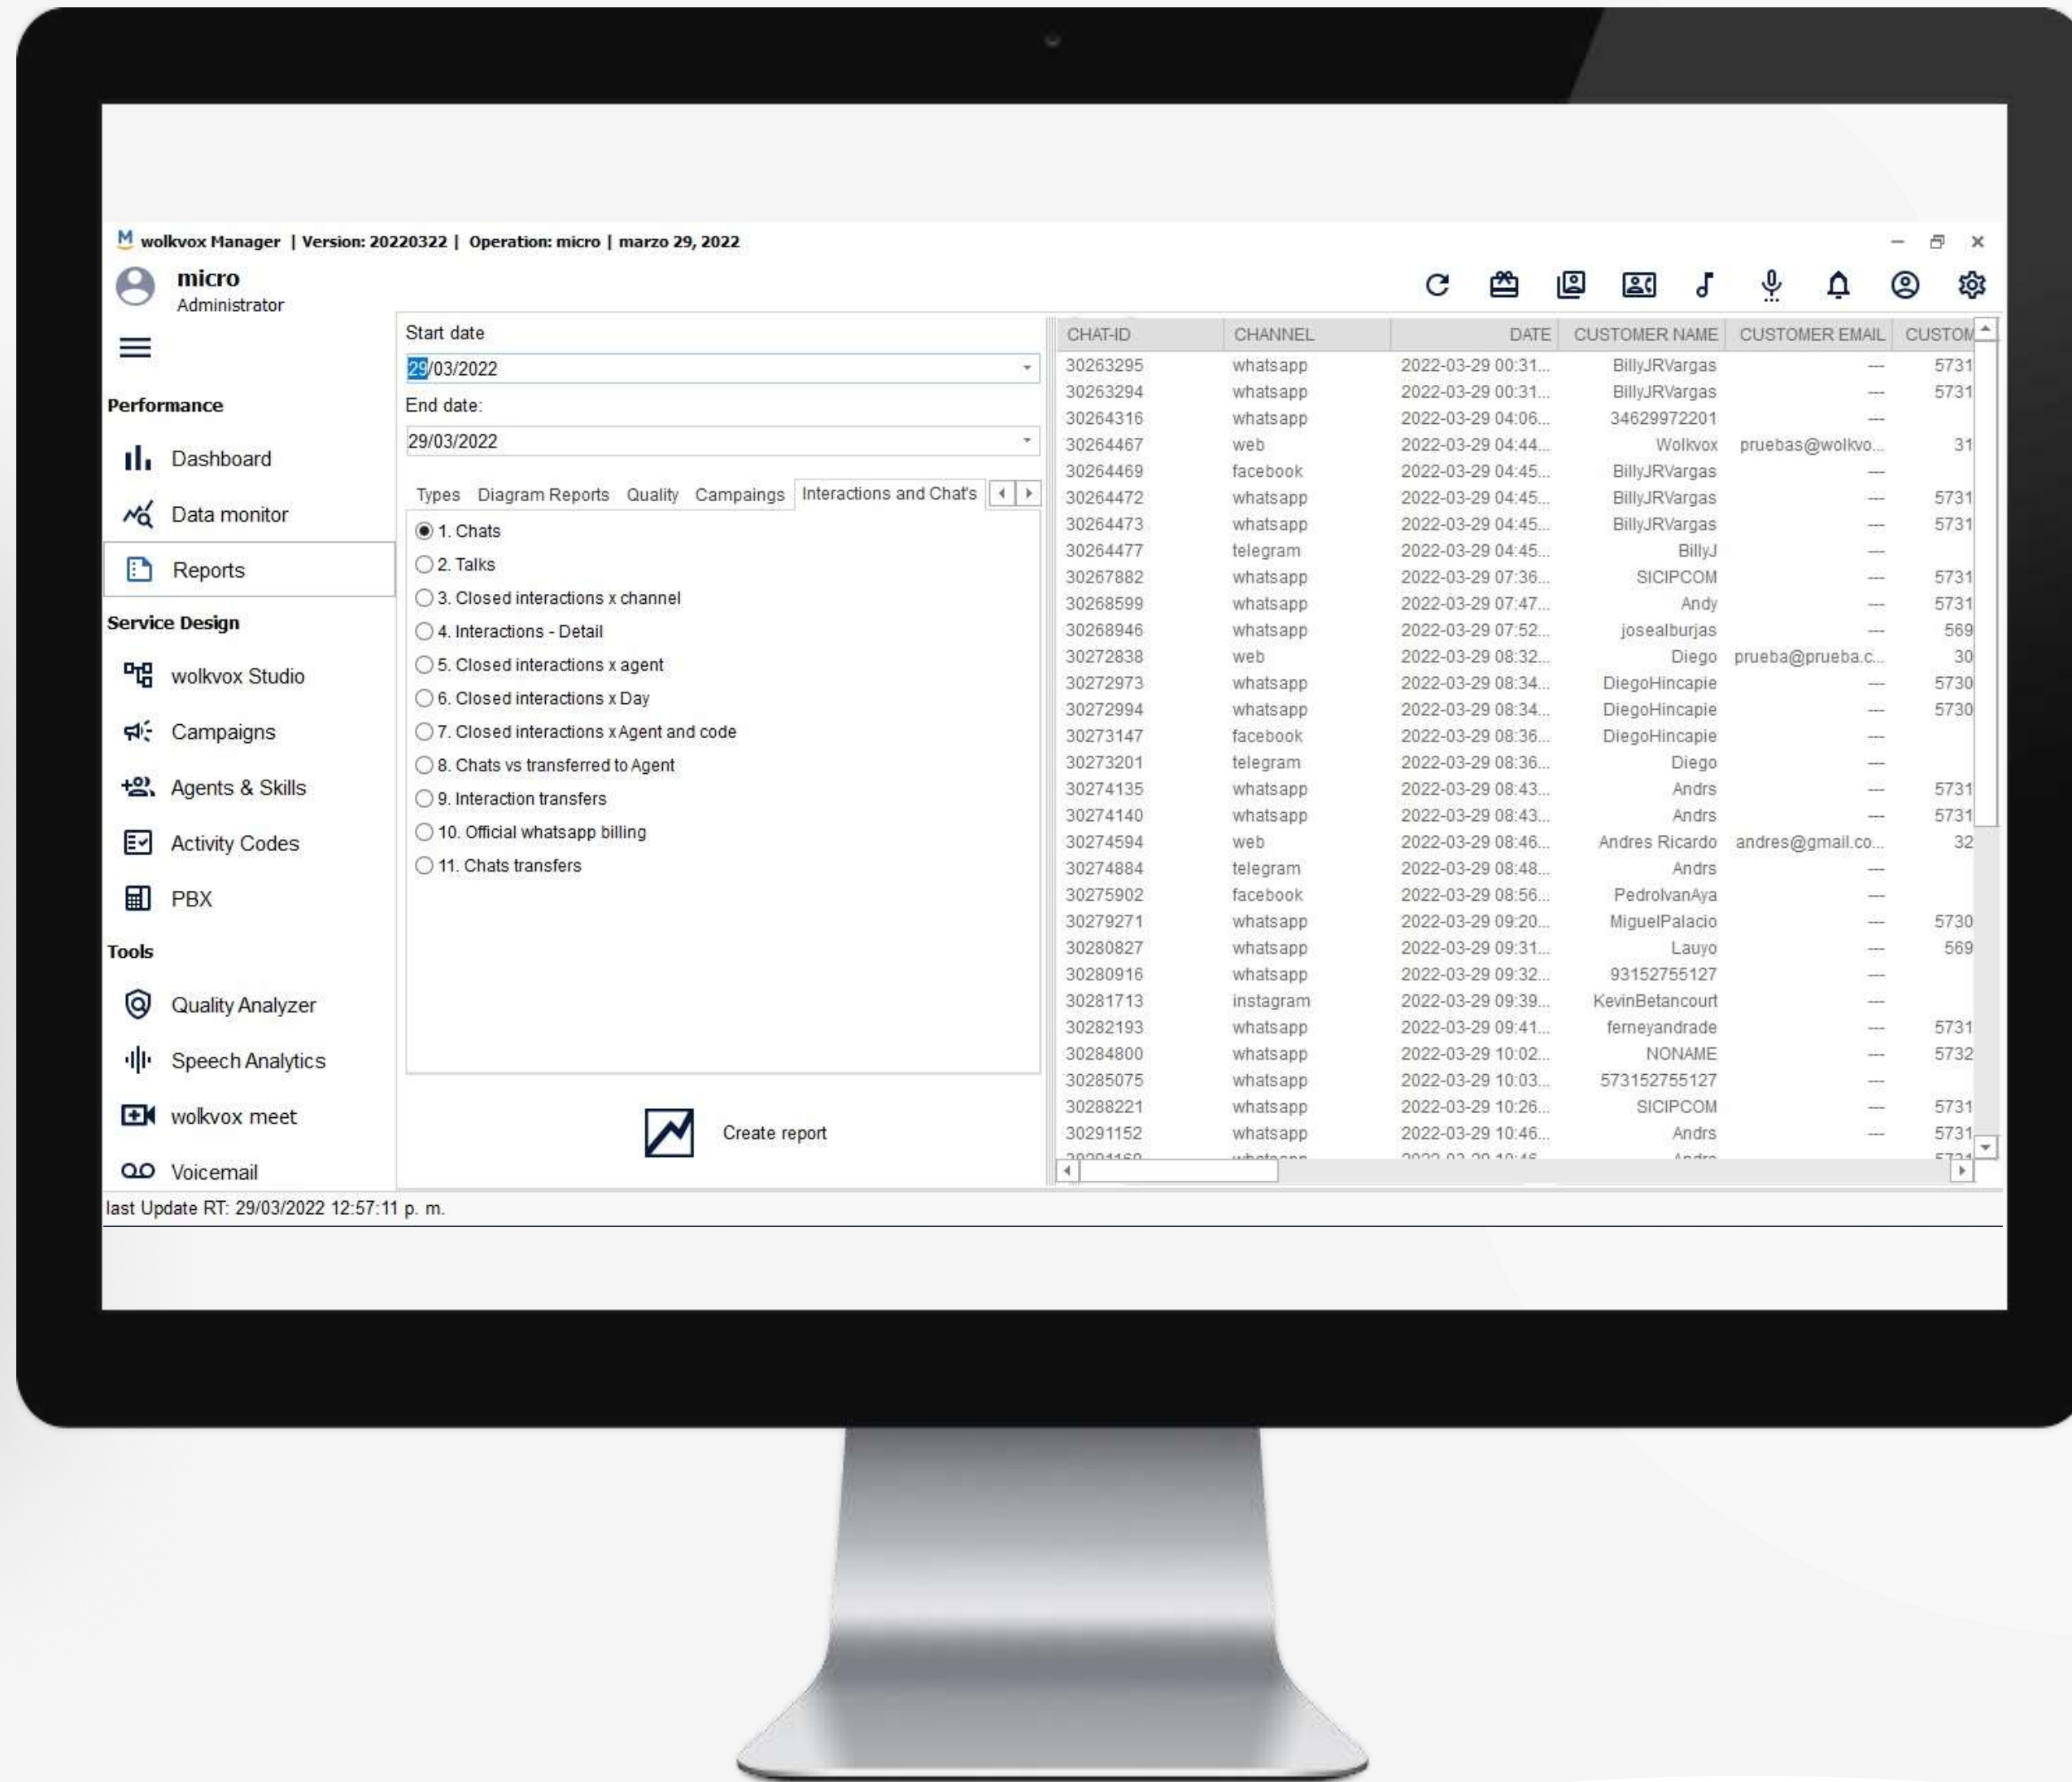 wolkvox Manager | Version: 20220322 | Operation: micro | marzo 29, 2022
micro
Administrator
Performance
Dashboard
Data monitor
Reports
Service Design
wolkvox Studio
Campaigns
Agents & Skills
Activity Codes
PBX
Tools
Quality Analyzer
Speech Analytics
wolkvox meet
Voicemail
Start date
29/03/2022
End date:
29/03/2022
Types Diagram Reports Quality Campaings Interactions and Chat's
1. Chats
2. Talks
3. Closed interactions x channel
4. Interactions - Detail
5. Closed interactions x agent
6. Closed interactions x Day
7. Closed interactions x Agent and code
8. Chats vs transferred to Agent
9. Interaction transfers
10. Official whatsapp billing
11. Chats transfers
Create report
CHAT-ID CHANNEL DATE CUSTOMER NAME CUSTOMER EMAIL CUSTOM
30263295 whatsapp 2022-03-29 00:31... BillyJRVargas --- 5731
30263294 whatsapp 2022-03-29 00:31... BillyJRVargas --- 5731
30264316 whatsapp 2022-03-29 04:06... 34629972201 ---
30264467 web 2022-03-29 04:44... Wolkvox pruebas@wolkvo... 31
30264469 facebook 2022-03-29 04:45... BillyJRVargas ---
30264472 whatsapp 2022-03-29 04:45... BillyJRVargas --- 5731
30264473 whatsapp 2022-03-29 04:45... BillyJRVargas --- 5731
30264477 telegram 2022-03-29 04:45... BillyJ ---
30267882 whatsapp 2022-03-29 07:36... SICIPCOM --- 5731
30268599 whatsapp 2022-03-29 07:47... Andy --- 5731
30268946 whatsapp 2022-03-29 07:52... josealburjas --- 569
30272838 web 2022-03-29 08:32... Diego prueba@prueba.c... 30
30272973 whatsapp 2022-03-29 08:34... DiegoHincapie --- 5730
30272994 whatsapp 2022-03-29 08:34... DiegoHincapie --- 5730
30273147 facebook 2022-03-29 08:36... DiegoHincapie ---
30273201 telegram 2022-03-29 08:36... Diego ---
30274135 whatsapp 2022-03-29 08:43... Andrs --- 5731
30274140 whatsapp 2022-03-29 08:43... Andrs --- 5731
30274594 web 2022-03-29 08:46... Andres Ricardo andres@gmail.co... 32
30274884 telegram 2022-03-29 08:48... Andrs ---
30275902 facebook 2022-03-29 08:56... PedroIvanAya ---
30279271 whatsapp 2022-03-29 09:20... MiguelPalacio --- 5730
30280827 whatsapp 2022-03-29 09:31... Lauyo --- 569
30280916 whatsapp 2022-03-29 09:32... 93152755127 ---
30281713 instagram 2022-03-29 09:39... KevinBetancourt ---
30282193 whatsapp 2022-03-29 09:41... ferneyandrade --- 5731
30284800 whatsapp 2022-03-29 10:02... NONAME --- 5732
30285075 whatsapp 2022-03-29 10:03... 573152755127 ---
30288221 whatsapp 2022-03-29 10:26... SICIPCOM --- 5731
30291152 whatsapp 2022-03-29 10:46... Andrs --- 5731
last Update RT: 29/03/2022 12:57:11 p. m.